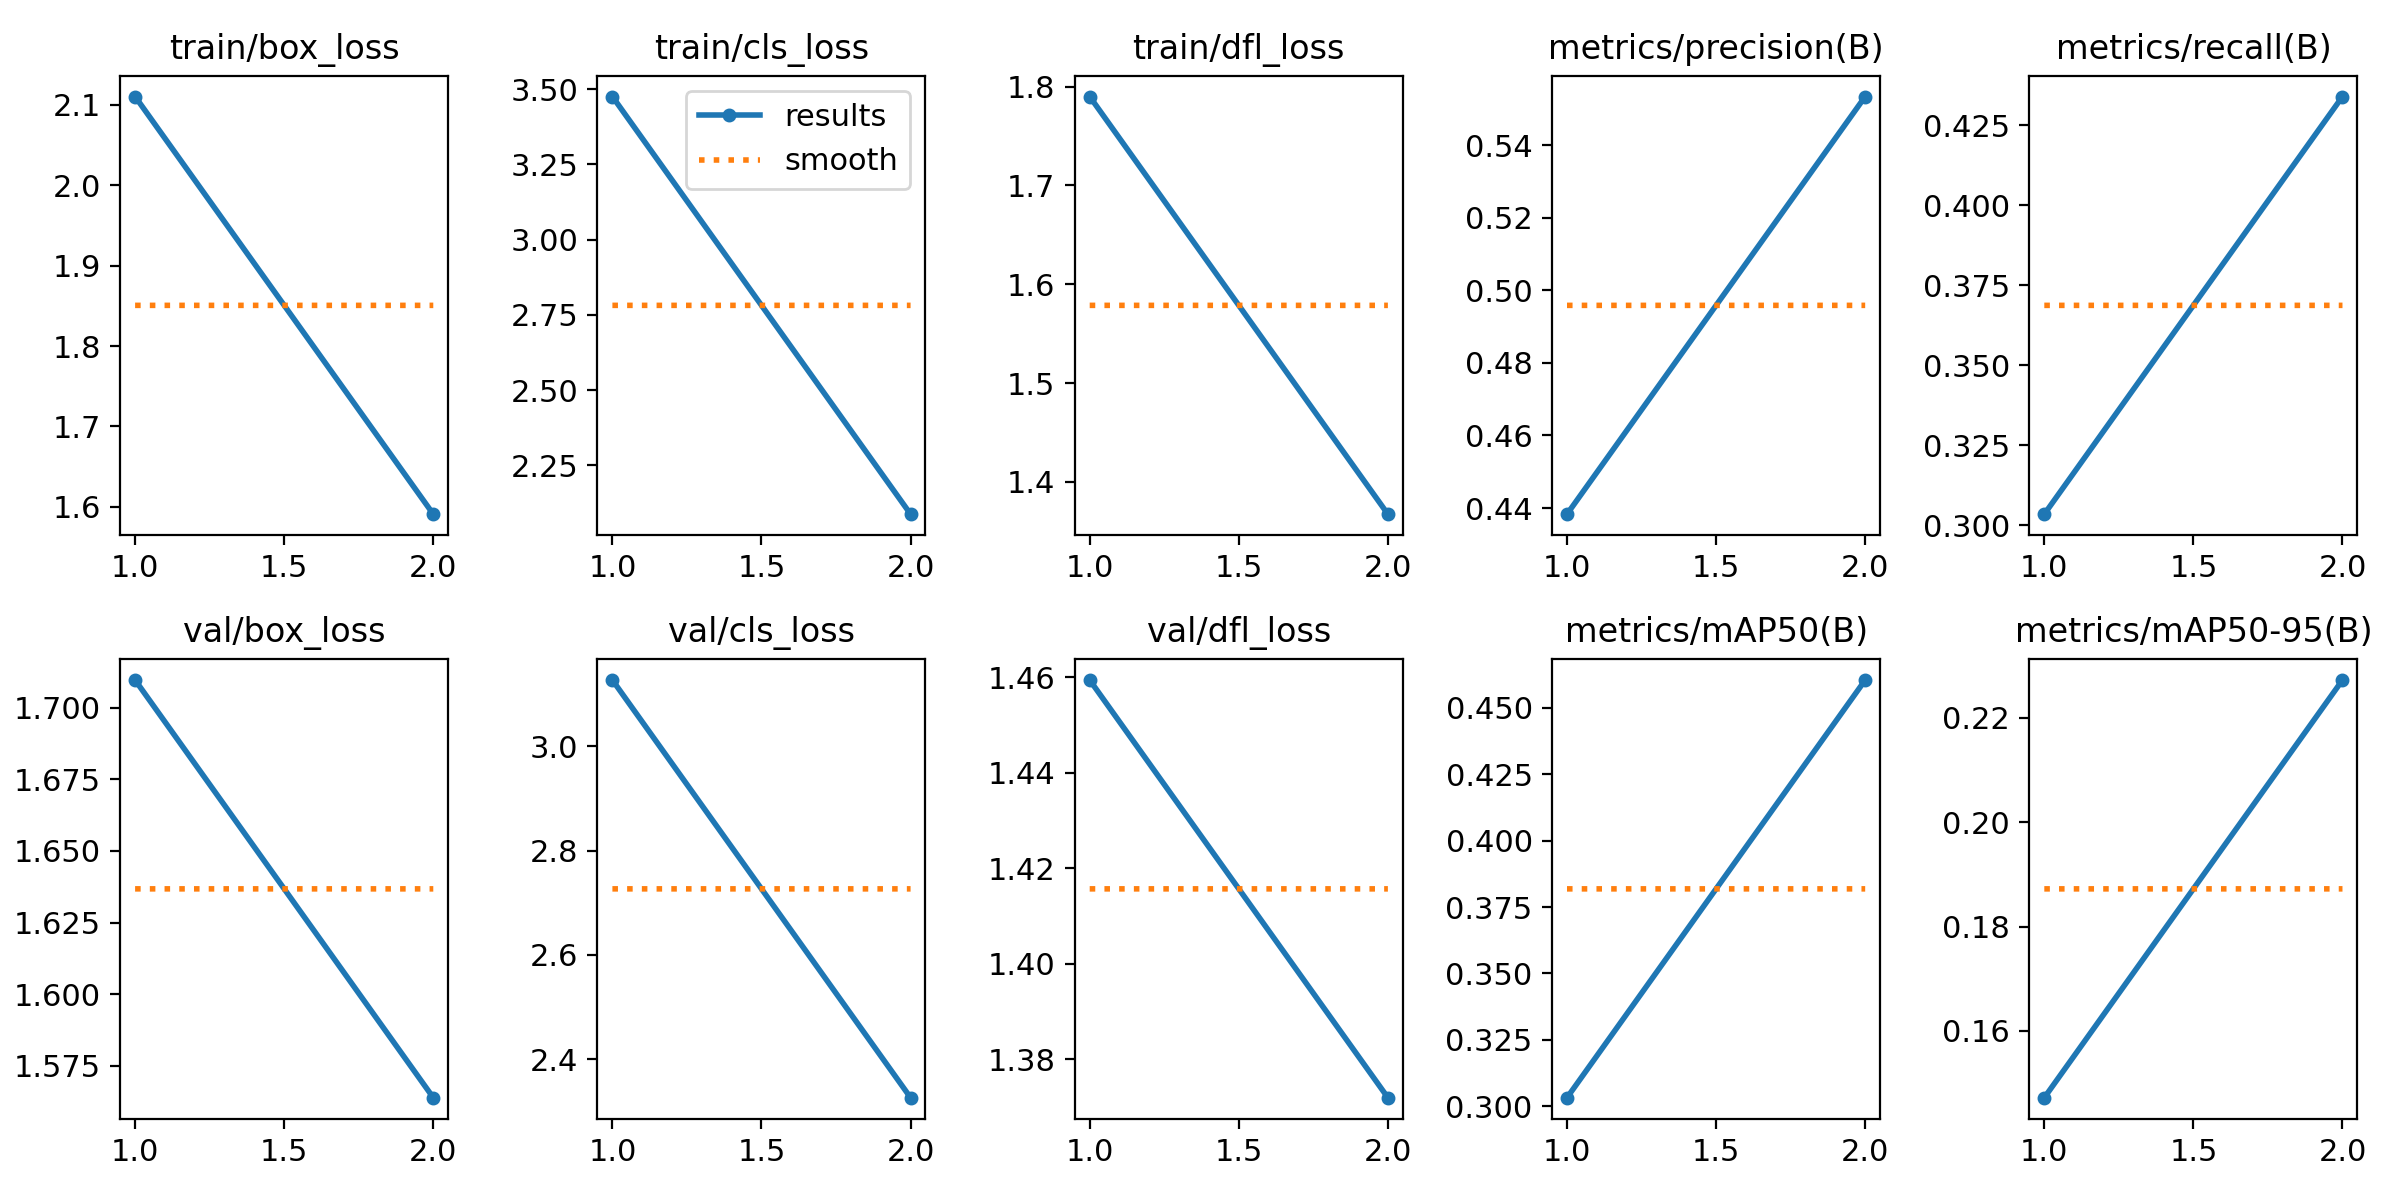 train/box_loss
2.1
2.0
1.9
1.8
1.7
1.6
1.0 1.5 2.0
train/cls_loss
3.50
3.25
3.00
2.75
2.50
2.25
results
smooth
1.0 1.5 2.0
train/dfl_loss
1.8
1.7
1.6
1.5
1.4
1.0 1.5 2.0
metrics/precision(B)
0.54
0.52
0.50
0.48
0.46
0.44
1.0 1.5 2.0
metrics/recall(B)
0.425
0.400
0.375
0.350
0.325
0.300
1.0 1.5 2.0
val/box_loss
1.700
1.675
1.650
1.625
1.600
1.575
1.0 1.5 2.0
val/cls_loss
3.0
2.8
2.6
2.4
1.0 1.5 2.0
val/dfl_loss
1.46
1.44
1.42
1.40
1.38
1.0 1.5 2.0
metrics/mAP50(B)
0.450
0.425
0.400
0.375
0.350
0.325
0.300
1.0 1.5 2.0
metrics/mAP50-95(B)
0.22
0.20
0.18
0.16
1.0 1.5 2.0